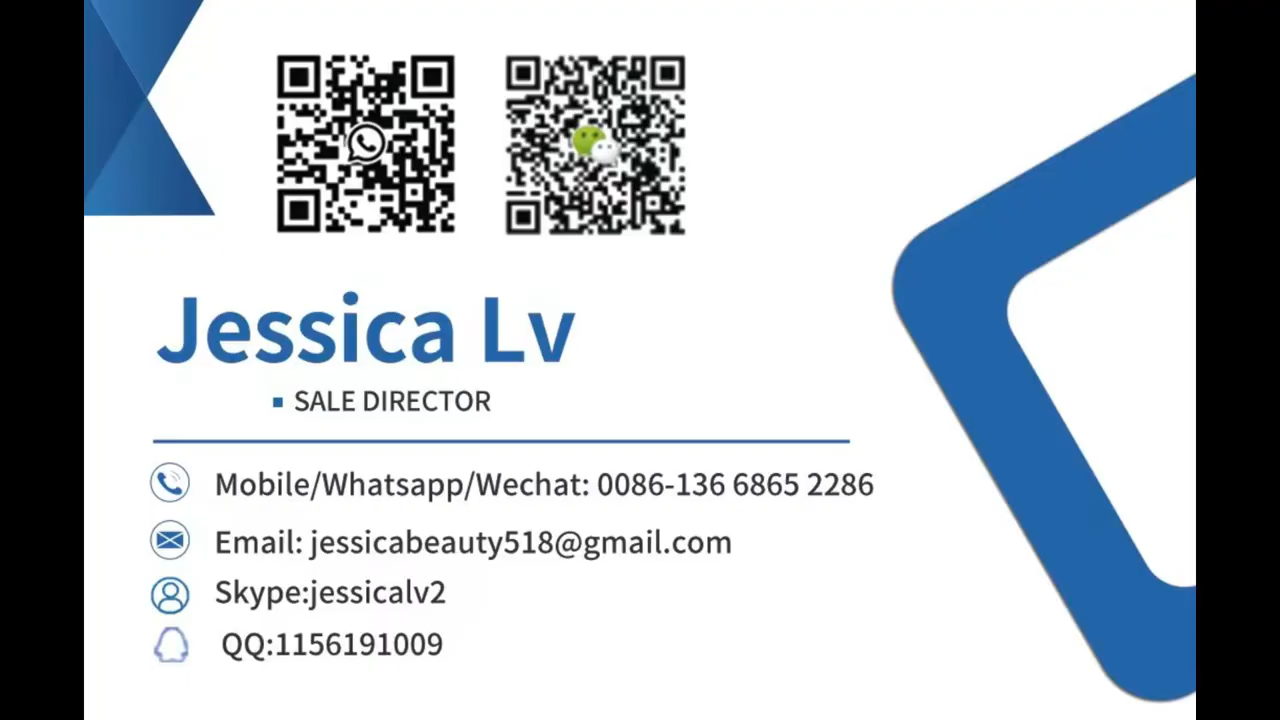 Jessica Lv
SALE DIRECTOR
Mobile/Whatsapp/Wechat: 0086-136 6865 2286
Email: jessicabeauty518@gmail.com
Skype:jessicalv2
QQ:1156191009